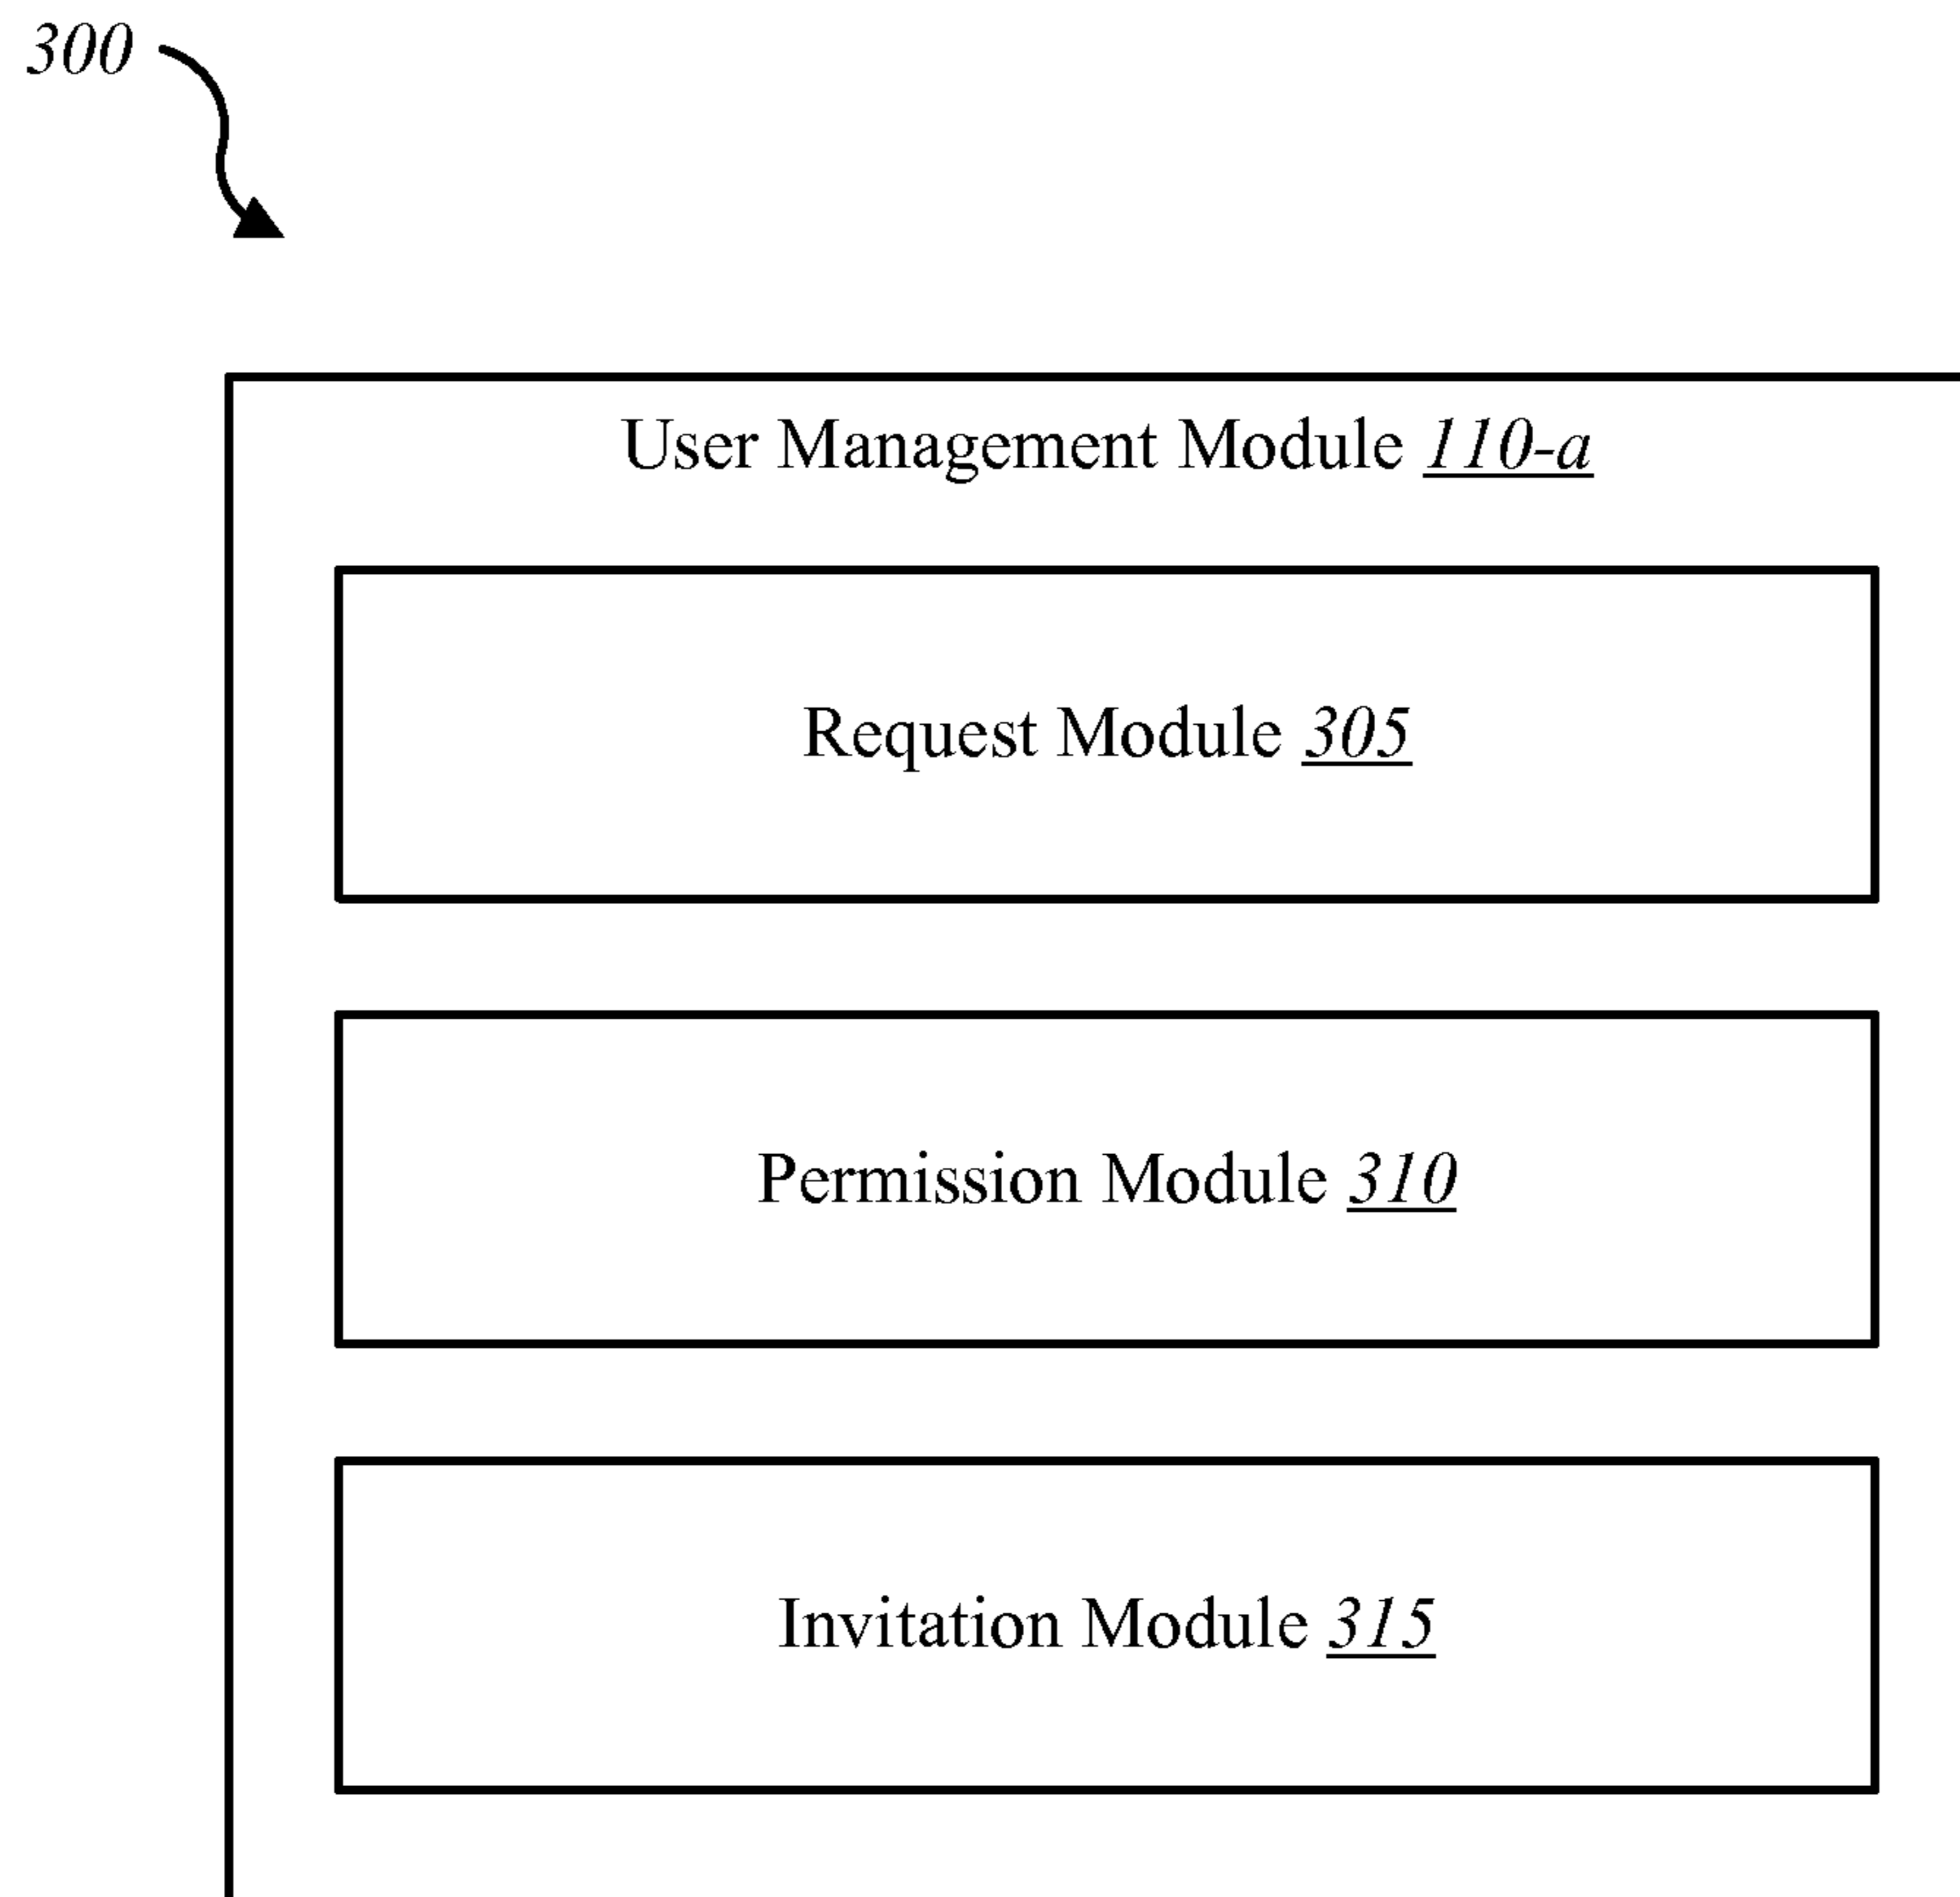 300
User Management Module 110-a
Request Module 305
Permission Module 310
Invitation Module 315